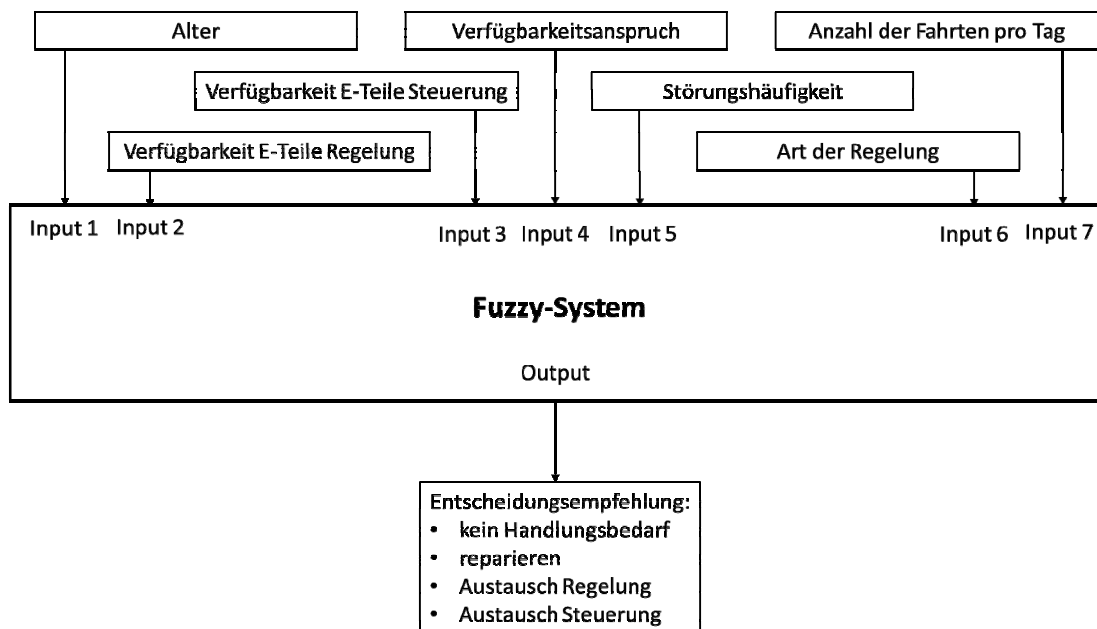 Alter
Verfügbarkeitsanspruch
Anzahl der Fahrten pro Tag
Verfügbarkeit E-Teile Steuerung
Störungshäufigkeit
Verfügbarkeit E-Teile Regelung
Art der Regelung
Input 1
Input 2
Input 3
Input 4
Input 5
Input 6
Input 7
Fuzzy-System
Output
Entscheidungsempfehlung:
• kein Handlungsbedarf
• reparieren
• Austausch Regelung
• Austausch Steuerung